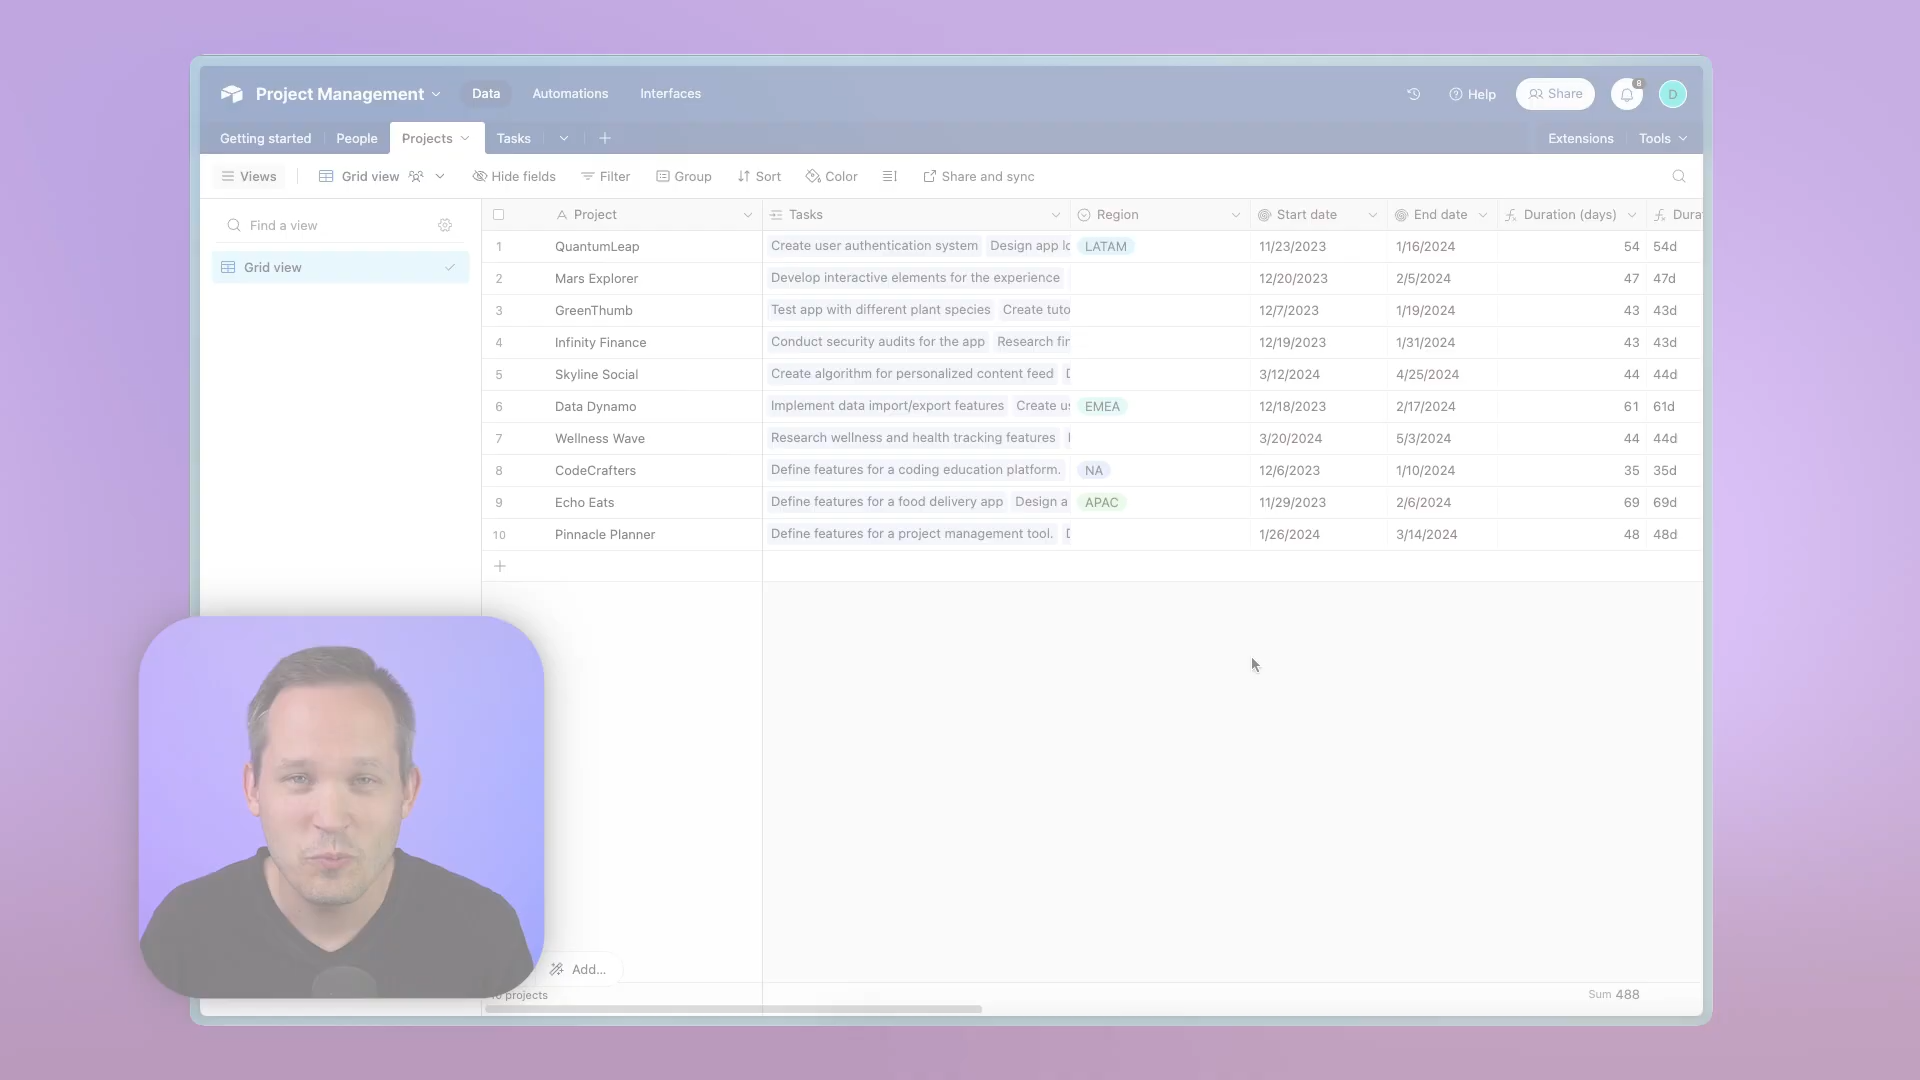 Project Management Data Automations Interfaces Help Share 8 D
Getting started People Projects Tasks Extensions Tools
Views Grid view Hide fields Filter Group Sort Color Share and sync
Find a view
Grid view
Project Tasks Region Start date End date Duration (days)
1 QuantumLeap Create user authentication system Design app LATAM 11/23/2023 1/16/2024 54 54d
2 Mars Explorer Develop interactive elements for the experience 12/20/2023 2/5/2024 47 47d
3 GreenThumb Test app with different plant species Create 12/7/2023 1/19/2024 43 43d
4 Infinity Finance Conduct security audits for the app Research 12/19/2023 1/31/2024 43 43d
5 Skyline Social Create algorithm for personalized content feed 3/12/2024 4/25/2024 44 44d
6 Data Dynamo Implement data import/export features Create EMEA 12/18/2023 2/17/2024 61 61d
7 Wellness Wave Research wellness and health tracking features 3/20/2024 5/3/2024 44 44d
8 CodeCrafters Define features for a coding education platform. NA 12/6/2023 1/10/2024 35 35d
9 Echo Eats Define features for a food delivery app Design a APAC 11/29/2023 2/6/2024 69 69d
10 Pinnacle Planner Define features for a project management tool. 1/26/2024 3/14/2024 48 48d
Add...
projects Sum 488